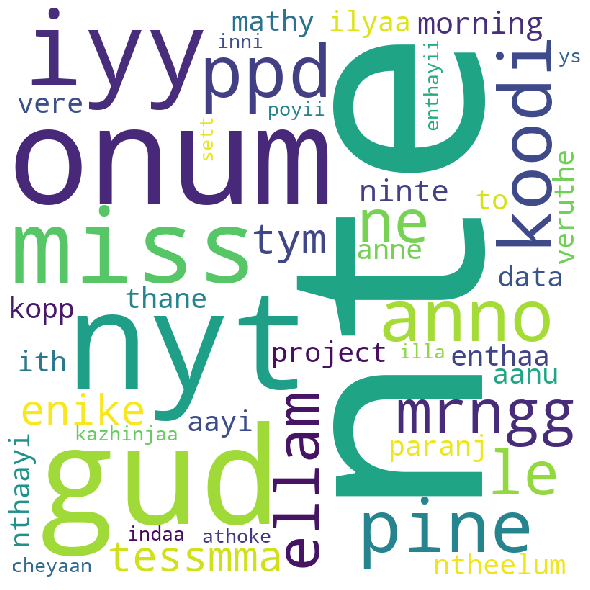 mathy
ilyaa
morning
iyy
ppd
inni
ys
vere
poyii
enthayii
koodi
onum
sett
ninte
to
veruthe
miss
tym
ne
anne
data
kopp
thane
nyt
nte
anno
ith
project
illa
enthaa
aanu
enike
aayi
ellam
mrngg
kazhinjaa
paranj
le
nthaayi
gud
indaa
athoke
pine
cheyaan
tessmma
ntheelum